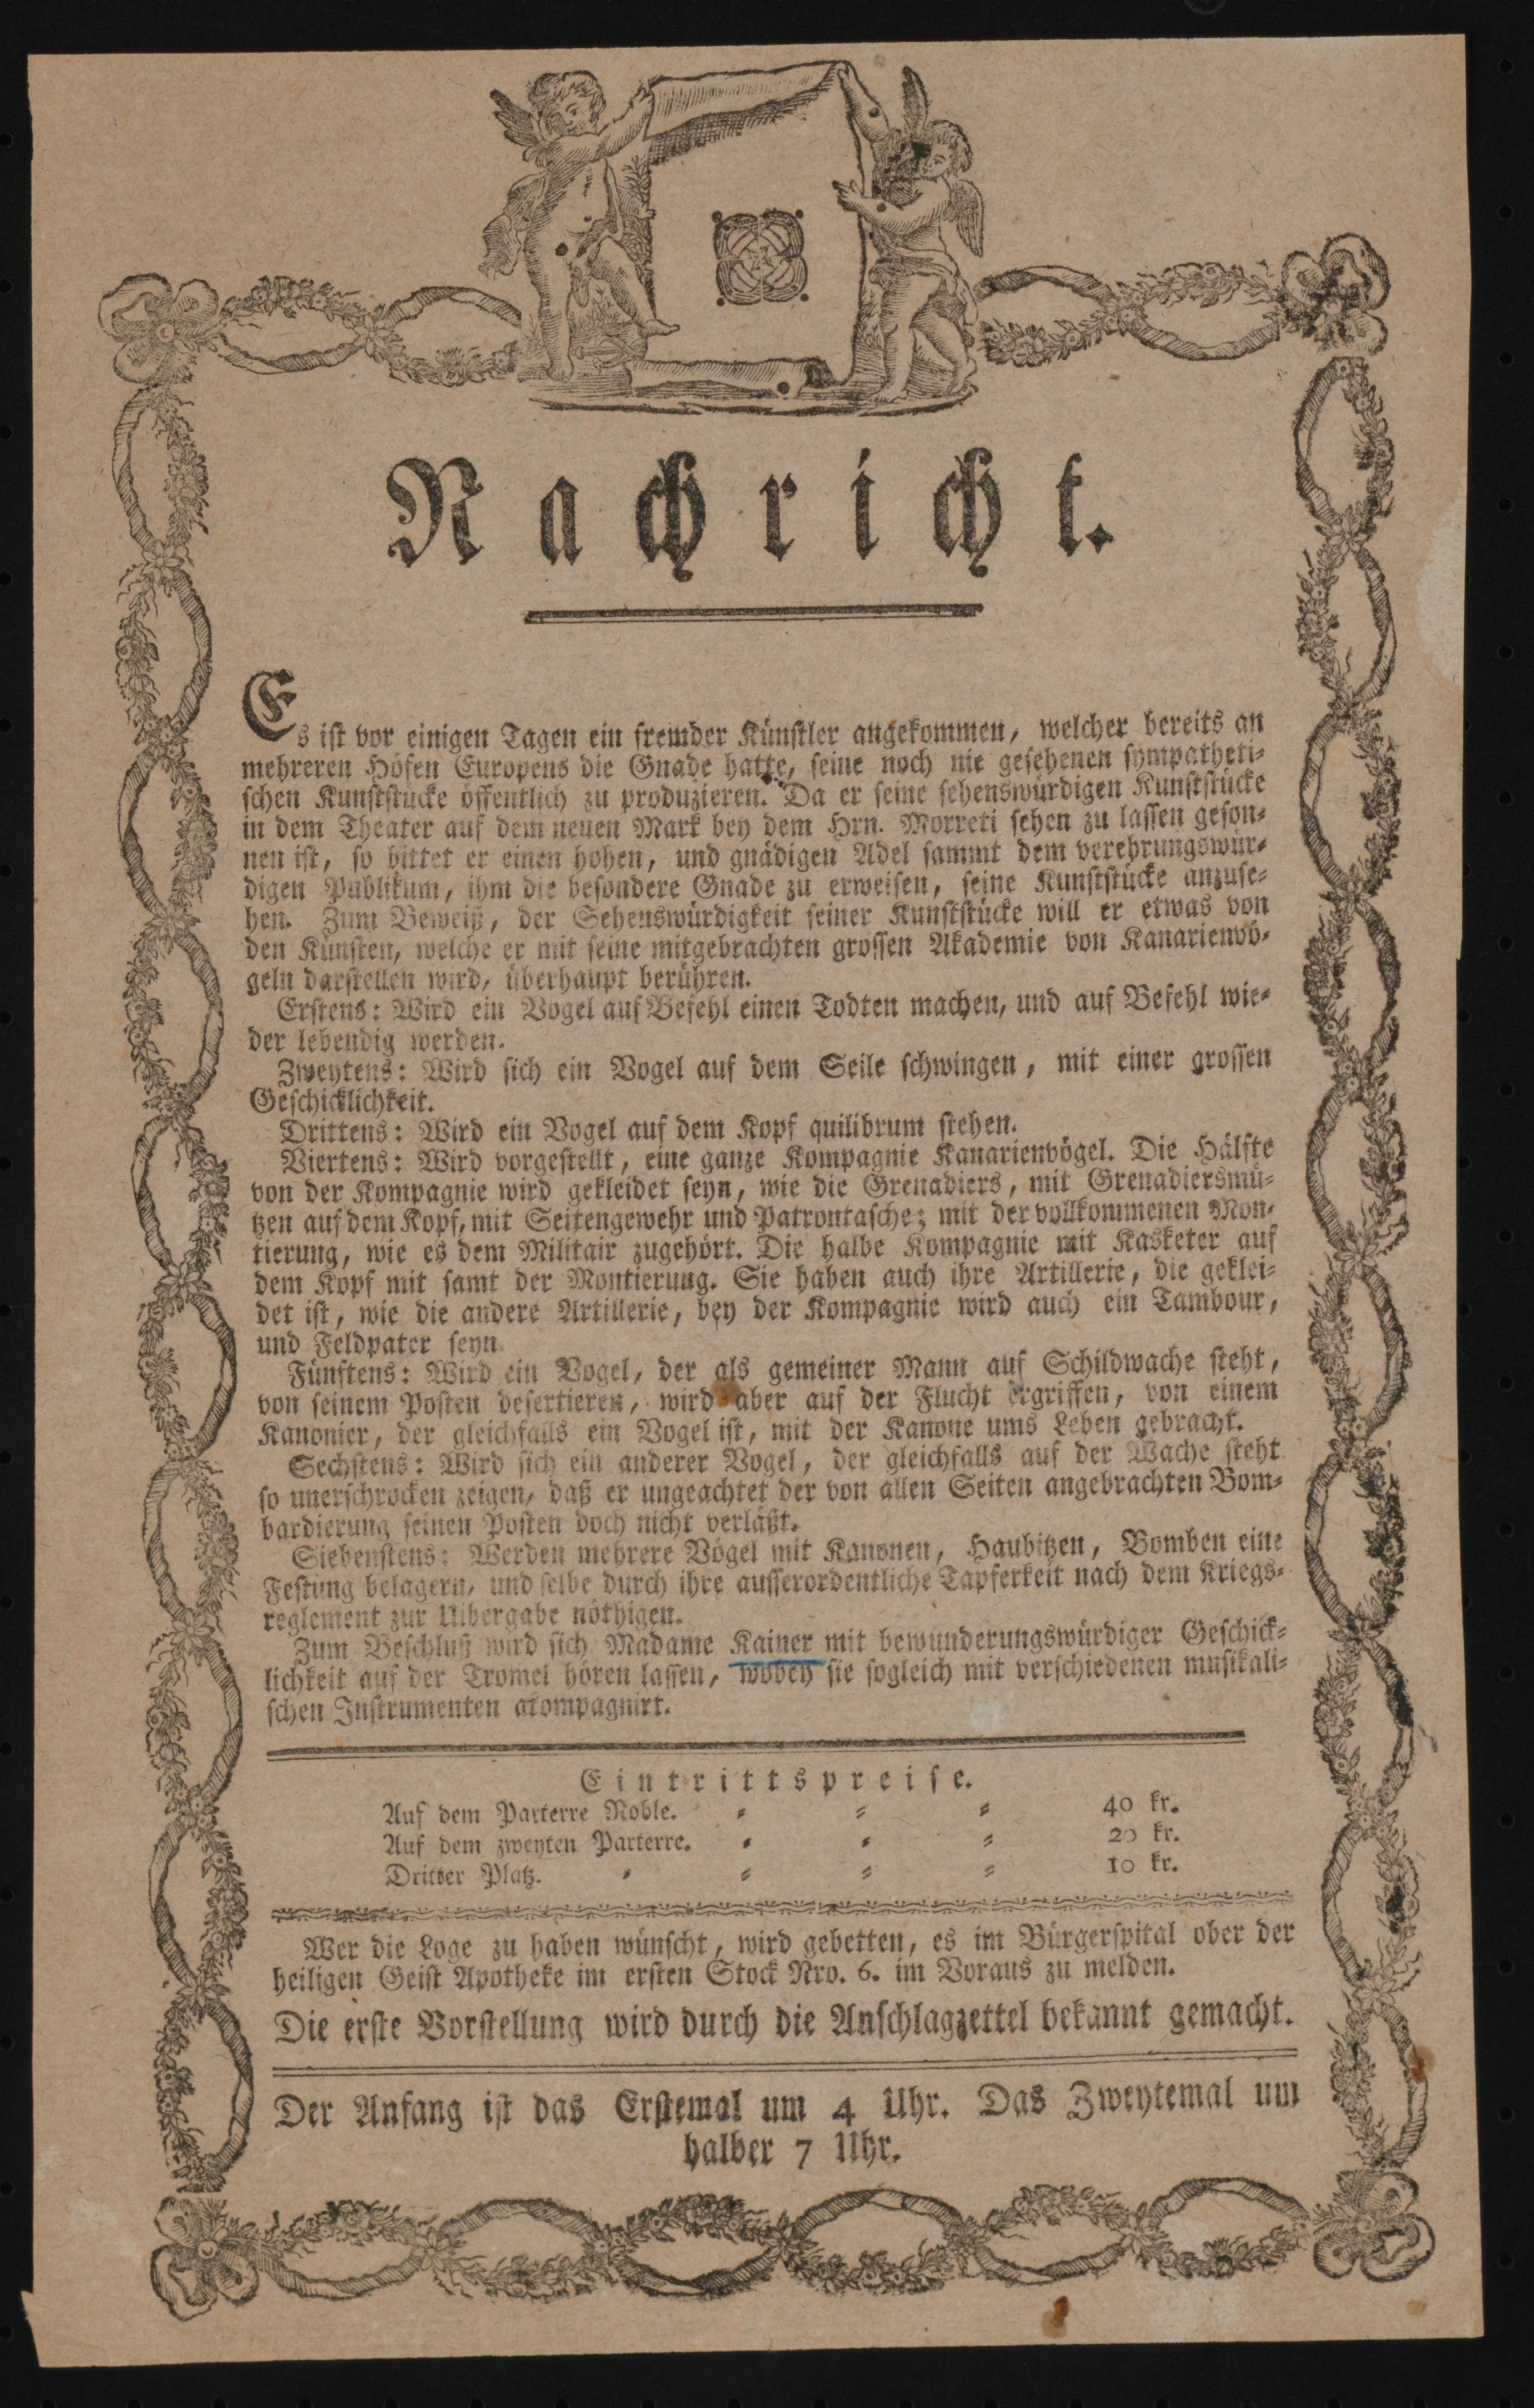 Nachricht.
Es ist vor einigen Tagen ein fremder Künstler angekommen, welcher bereits an
mehreren Höfen Europens die Gnade hatte, seine noch nie gesehenen sympatheti-
schen Kunststücke öffentlich zu produzieren. Da er seine sehenswürdigen Kunststücke
in dem Theater auf dem neuen Mark bey dem Hrn. Morreti sehen zu lassen geson-
nen ist, so bittet er einen hohen, und gnädigen Adel sammt dem verehrungswür-
digen Publikum, ihm die besondere Gnade zu erweisen, seine Kunststücke anzuse-
hen. Zum Beweiß, der Sehenswürdigkeit seiner Kunststücke will er etwas von
den Künsten, welche er mit seine mitgebrachten grossen Akademie von Kanarienvö-
geln darstellen wird, überhaupt berühren.
Erstens: Wird ein Vogel auf Befehl einen Todten machen, und auf Befehl wie-
der lebendig werden.
Zweytens: Wird sich ein Vogel auf dem Seile schwingen, mit einer grossen
Geschicklichkeit.
Drittens: Wird ein Vogel auf dem Kopf quilibrum stehen.
Viertens: Wird vorgestellt, eine ganze Kompagnie Kanarienvögel. Die Hälfte
von der Kompagnie wird gekleidet seyn, wie die Grenadiers, mit Grenadiersmü-
tzen auf dem Kopf, mit Seitengewehr und Patrontasche; mit der vollkommenen Mon-
tierung, wie es dem Militair zugehört. Die halbe Kompagnie mit Kasketer auf
dem Kopf mit samt der Montierung. Sie haben auch ihre Artillerie, die geklei-
det ist, wie die andere Artillerie, bey der Kompagnie wird auch ein Tambour,
und Feldpater seyn.
Fünftens: Wird ein Vogel, der als gemeiner Mann auf Schildwache steht,
von seinem Posten desertieren, wird aber auf der Flucht ergriffen, von einem
Kanonier, der gleichfalls ein Vogel ist, mit der Kanone ums Leben gebracht.
Sechstens: Wird sich ein anderer Vogel, der gleichfalls auf der Wache steht
so unerschrocken zeigen, daß er ungeachtet der von allen Seiten angebrachten Bom-
bardierung seinen Posten doch nicht verläßt.
Siebenstens: Werden mehrere Vögel mit Kanonen, Haubitzen, Bomben eine
Festung belagern, und selbe durch ihre ausserordentliche Tapferkeit nach dem Kriegs-
reglement zur Uibergabe nöthigen.
Zum Beschluß wird sich Madame Kainer mit bewunderungswürdiger Geschick-
lichkeit auf der Tromel hören lassen, wobey sie sogleich mit verschiedenen musikali-
schen Instrumenten akompagnirt.
Eintrittspreise.
Auf dem Parterre Noble. = = = 40 kr.
Auf dem zweyten Parterre. = = = 20 kr.
Dritter Platz. = = = = 10 kr.
Wer die Loge zu haben wünscht, wird gebetten, es im Bürgerspital ober der
heiligen Geist Apotheke im ersten Stock Nro. 6. im Voraus zu melden.
Die erste Vorstellung wird durch die Anschlagzettel bekannt gemacht.
Der Anfang ist das Erstemal um 4 Uhr. Das Zweytemal um
halber 7 Uhr.